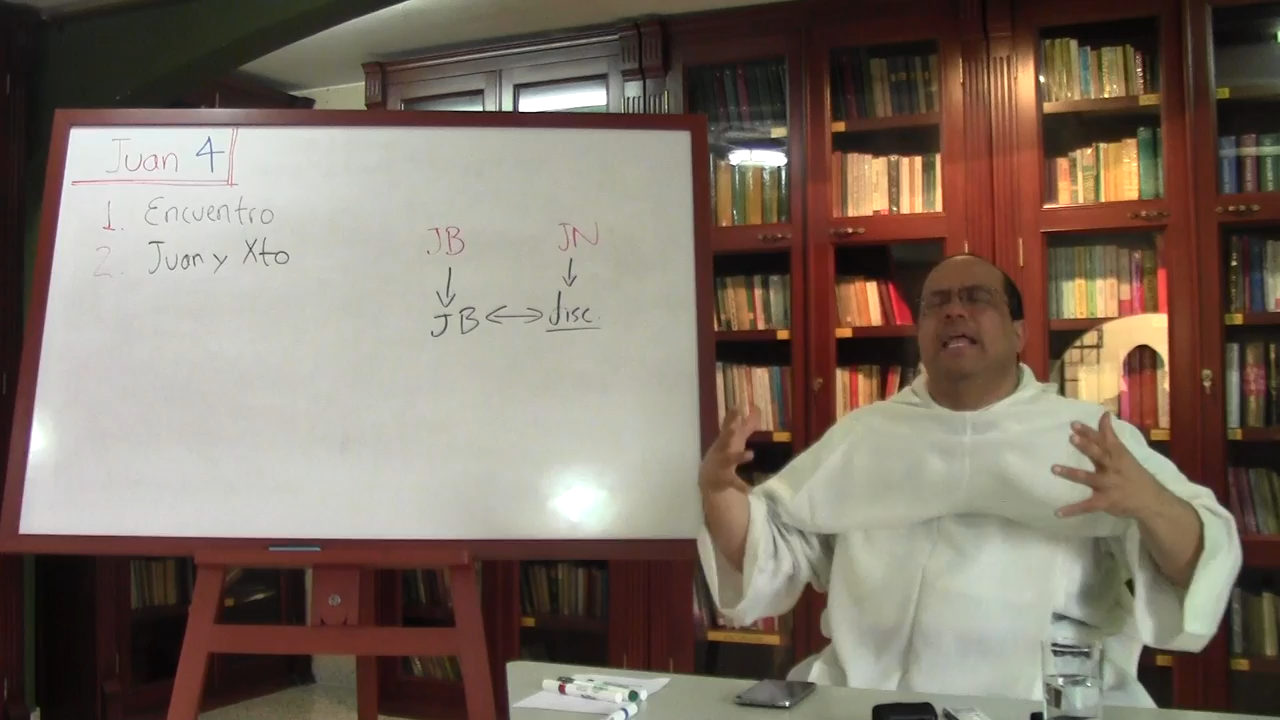 Juan 4
1. Encuentro
2. Juan y Xto
JB JN
↓ ↓
JB ↔ disc.